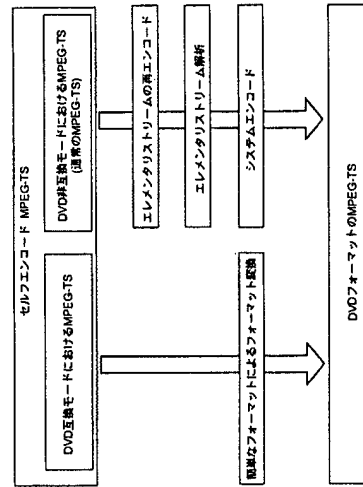 セルフエンコード MPEG-TS
DVD互換モードにおけるMPEG-TS
DVD非互換モードにおけるMPEG-TS
(通常のMPEG-TS)
エレメンタリストリームの再エンコード
エレメンタリストリーム解析
システムエンコード
簡単なフォーマットによるフォーマット変換
DVDフォーマットのMPEG-TS